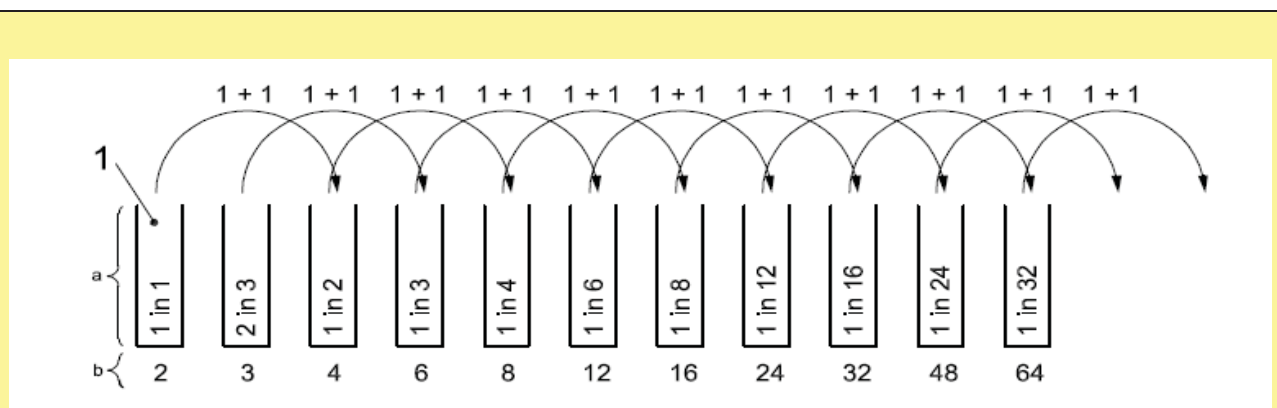 1 + 1 1 + 1 1 + 1 1 + 1 1 + 1 1 + 1 1 + 1 1 + 1 1 + 1 1 + 1 1 + 1
1
a 1 in 1 2 in 3 1 in 2 1 in 3 1 in 4 1 in 6 1 in 8 1 in 12 1 in 16 1 in 24 1 in 32
b 2 3 4 6 8 12 16 24 32 48 64